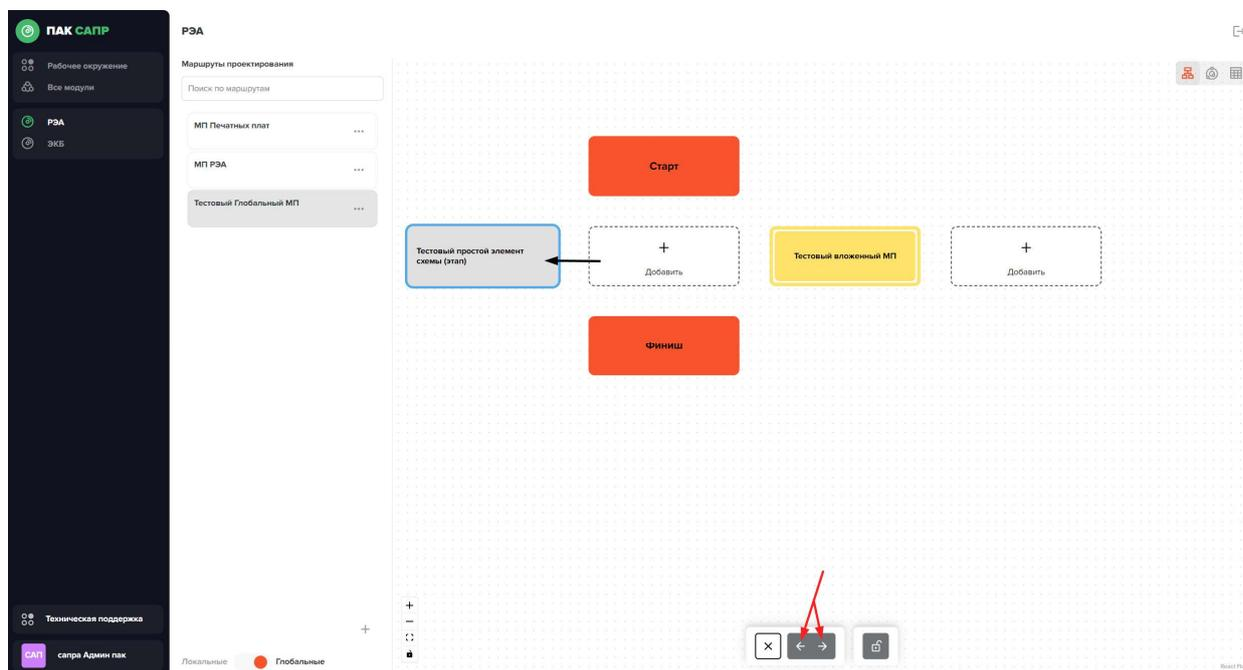 ПАК САПР
Рабочее окружение
Все модули
РЭА
ЭКБ
Техническая поддержка
САП
сапра Админ пак
РЭА
Маршруты проектирования
Поиск по маршрутам
МП Печатных плат
МП РЭА
Тестовый Глобальный МП
Локальные
Глобальные
Старт
Тестовый простой элемент
схемы (этап)
Добавить
Тестовый вложенный МП
Добавить
Финиш